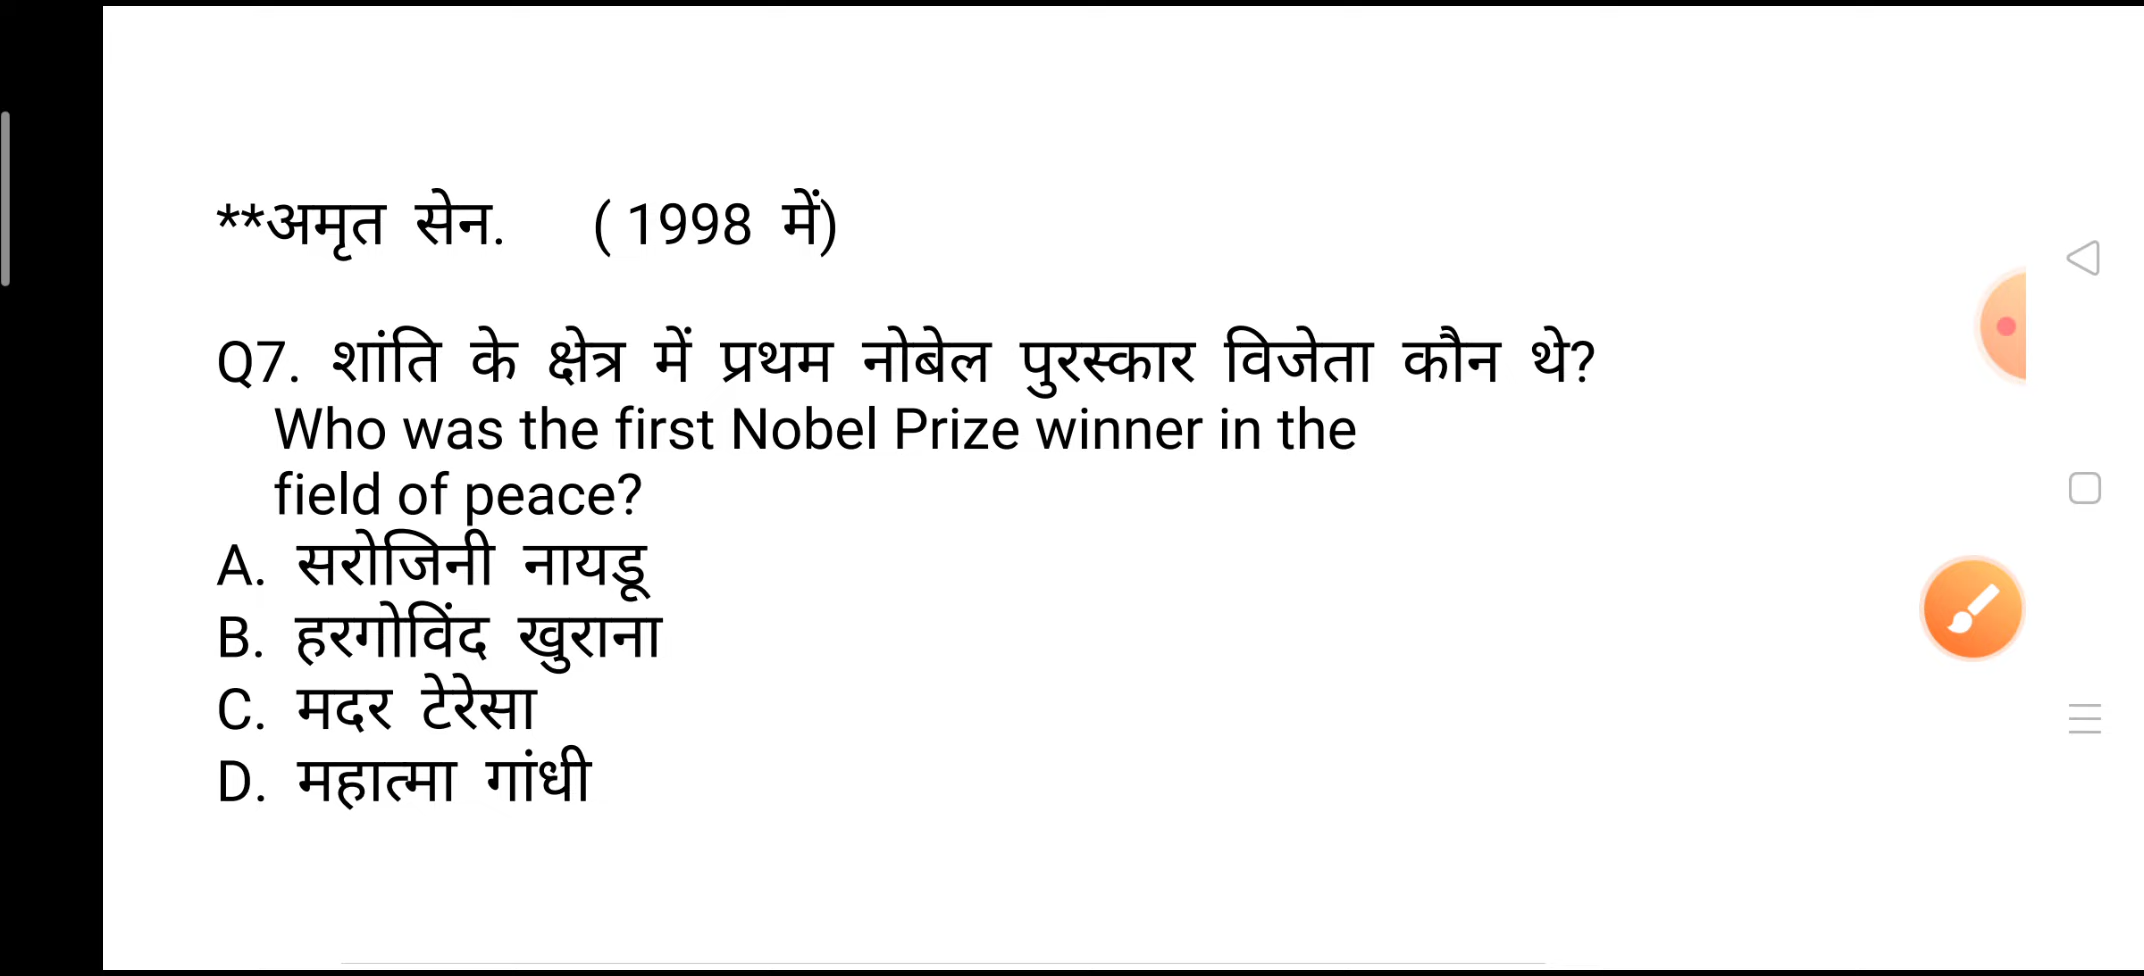 **अमृत सेन. ( 1998 में)
Q7. शांति के क्षेत्र में प्रथम नोबेल पुरस्कार विजेता कौन थे?
Who was the first Nobel Prize winner in the
field of peace?
A. सरोजिनी नायडू
B. हरगोविंद खुराना
C. मदर टेरेसा
D. महात्मा गांधी